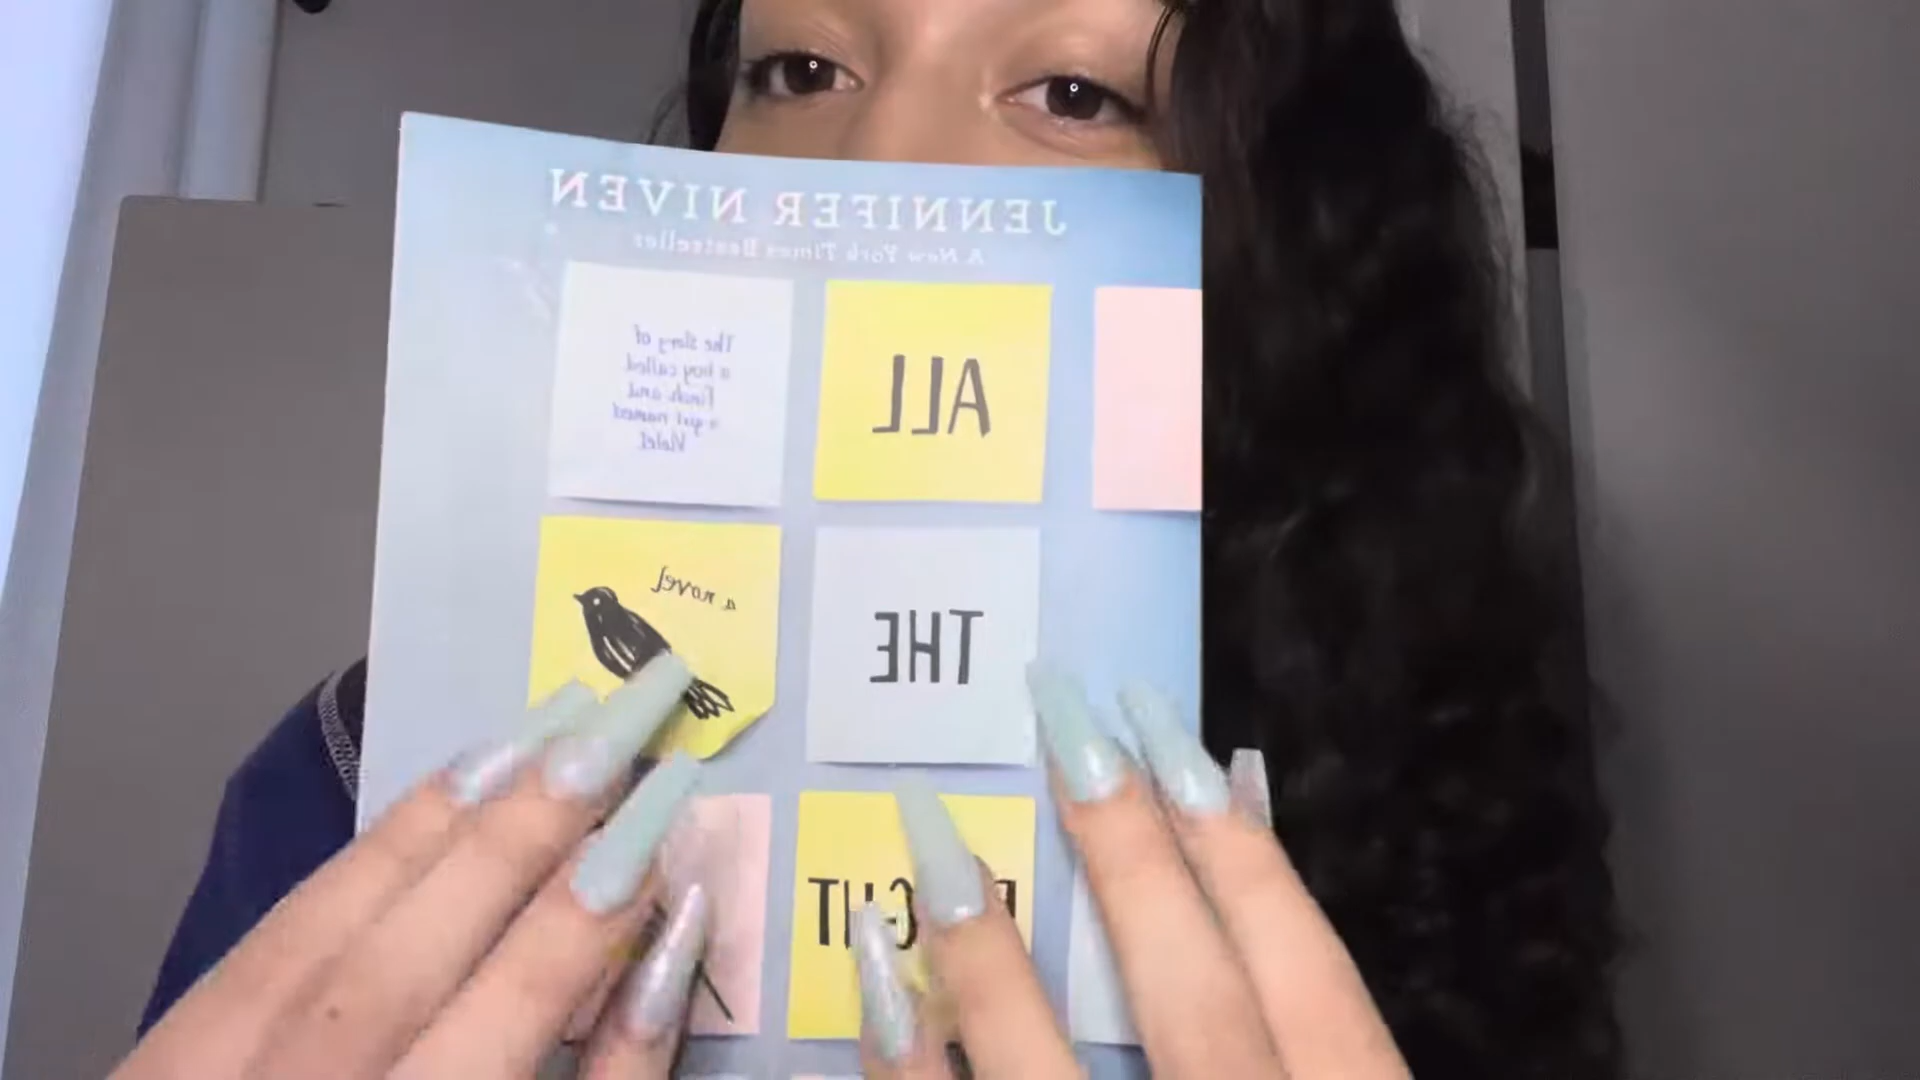 JENNIFER NIVEN
A New York Times Bestseller
ALL
The story of
a boy called
Finch and
a girl named
Violet.
THE
a novel